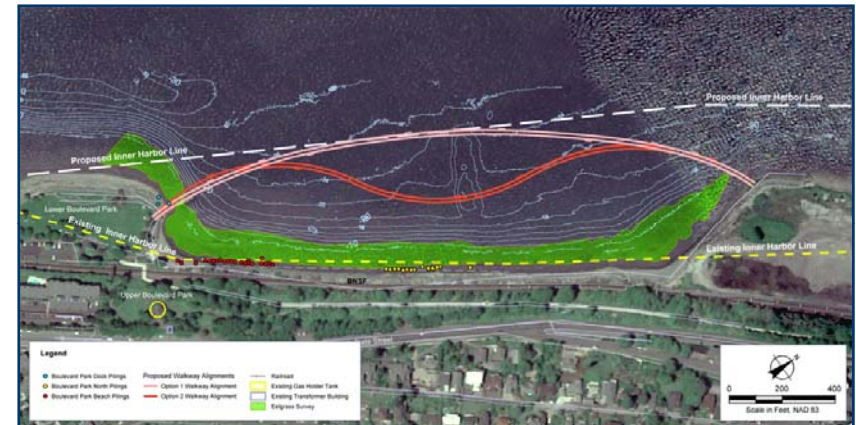 Proposed Inner Harbor Line
Proposed Inner Harbor Line
Lower Boulevard Park
Existing Inner Harbor Line
Existing Inner Harbor Line
BNSF
Upper Boulevard Park
Street
Legend
Boulevard Park Dock Pilings
Boulevard Park North Pilings
Boulevard Park Beach Pilings
Proposed Walkway Alignments
Option 1 Walkway Alignment
Option 2 Walkway Alignment
Railroad
Existing Gas Holder Tank
Existing Transformer Building
Eelgrass Survey
0 200 400
Scale in Feet, NAD 83